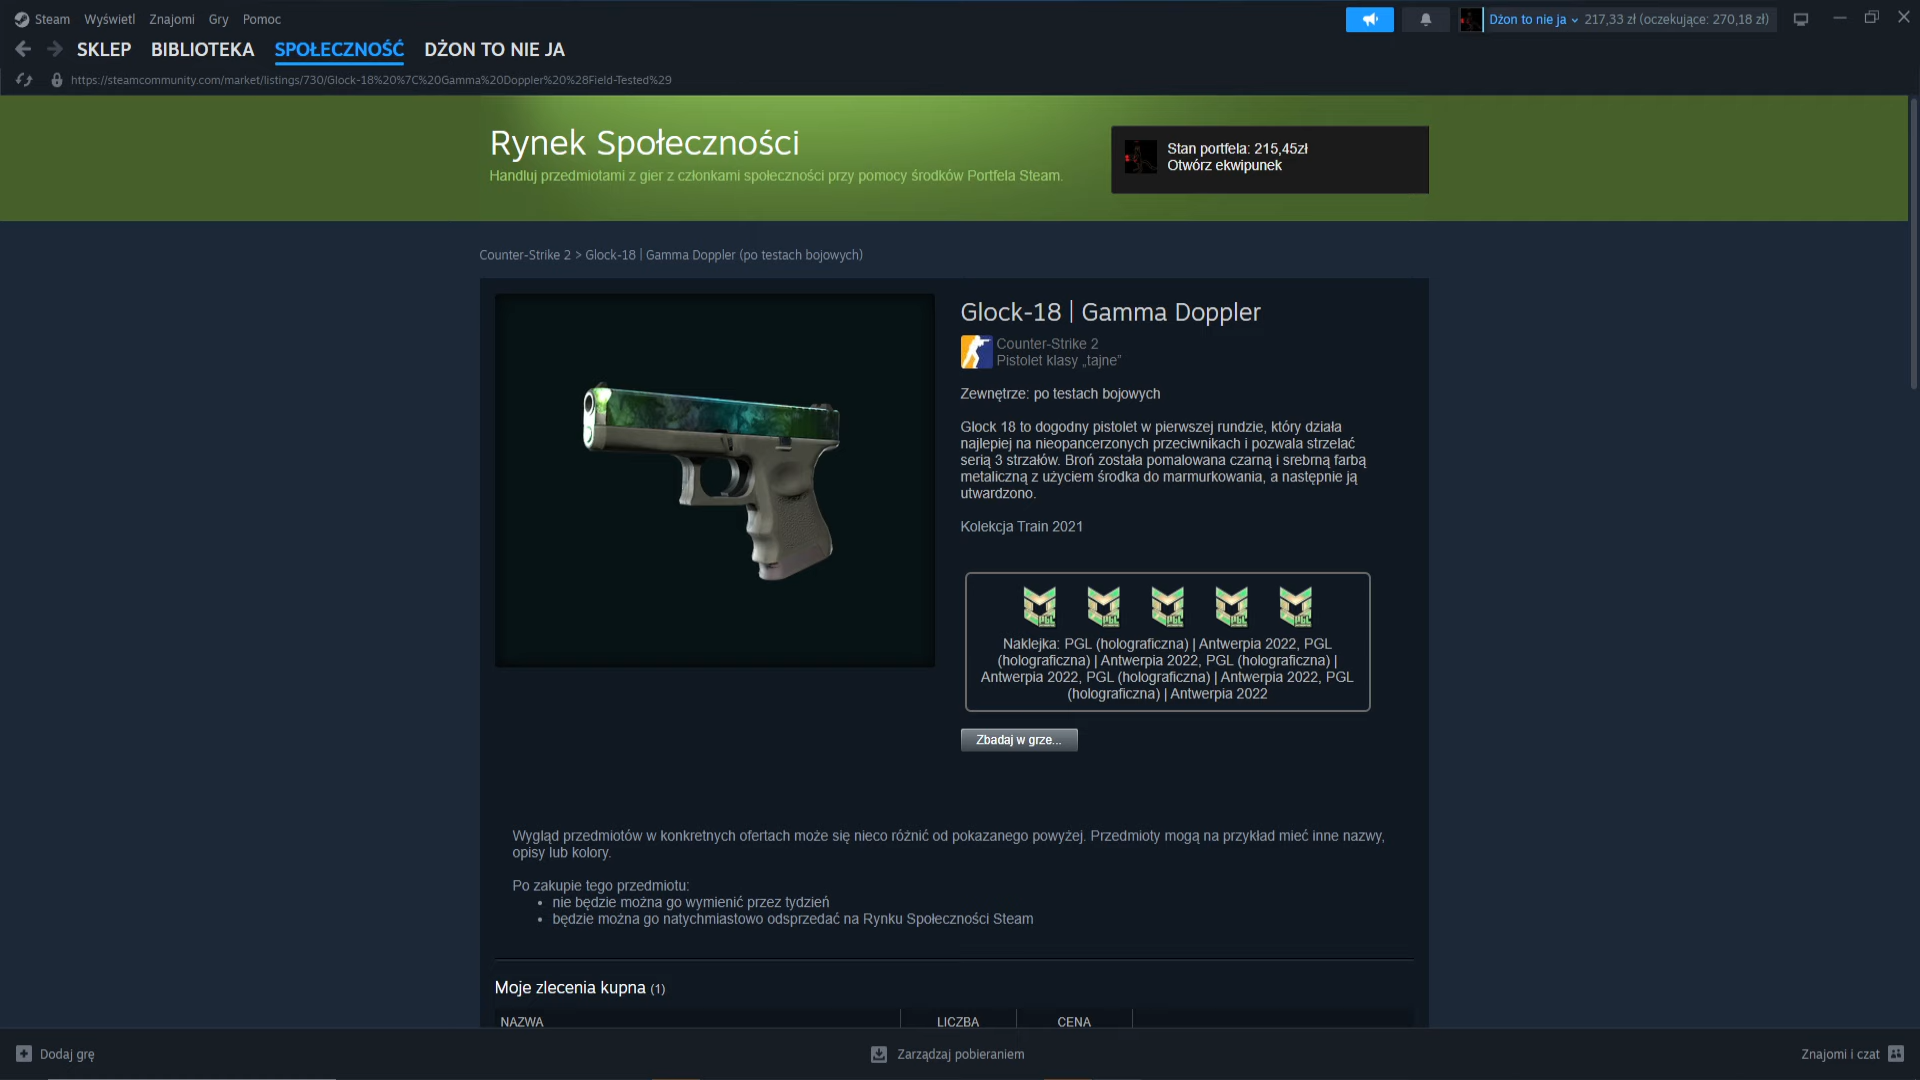 Steam Wyświetl Znajomi Gry Pomoc
Dżon to nie ja 217,33 zł (oczekujące: 270,18 zł)
SKLEP BIBLIOTEKA SPOŁECZNOŚĆ DŻON TO NIE JA
https://steamcommunity.com/market/listings/730/Glock-18%20%7C%20Gamma%20Doppler%20%28Field-Tested%29
Rynek Społeczności
Handluj przedmiotami z gier z członkami społeczności przy pomocy środków Portfela Steam.
Stan portfela: 215,45zł
Otwórz ekwipunek
Counter-Strike 2 > Glock-18 | Gamma Doppler (po testach bojowych)
Glock-18 | Gamma Doppler
Counter-Strike 2
Pistolet klasy „tajne”
Zewnętrze: po testach bojowych
Glock 18 to dogodny pistolet w pierwszej rundzie, który działa
najlepiej na nieopancerzonych przeciwnikach i pozwala strzelać
serią 3 strzałów. Broń została pomalowana czarną i srebrną farbą
metaliczną z użyciem środka do marmurkowania, a następnie ją
utwardzono.
Kolekcja Train 2021
PGL PGL PGL PGL PGL
Naklejka: PGL (holograficzna) | Antwerpia 2022, PGL
(holograficzna) | Antwerpia 2022, PGL (holograficzna) |
Antwerpia 2022, PGL (holograficzna) | Antwerpia 2022, PGL
(holograficzna) | Antwerpia 2022
Zbadaj w grze...
Wygląd przedmiotów w konkretnych ofertach może się nieco różnić od pokazanego powyżej. Przedmioty mogą na przykład mieć inne nazwy,
opisy lub kolory.
Po zakupie tego przedmiotu:
• nie będzie można go wymienić przez tydzień
• będzie można go natychmiastowo odsprzedać na Rynku Społeczności Steam
Moje zlecenia kupna (1)
NAZWA LICZBA CENA
Dodaj grę
Zarządzaj pobieraniem
Znajomi i czat